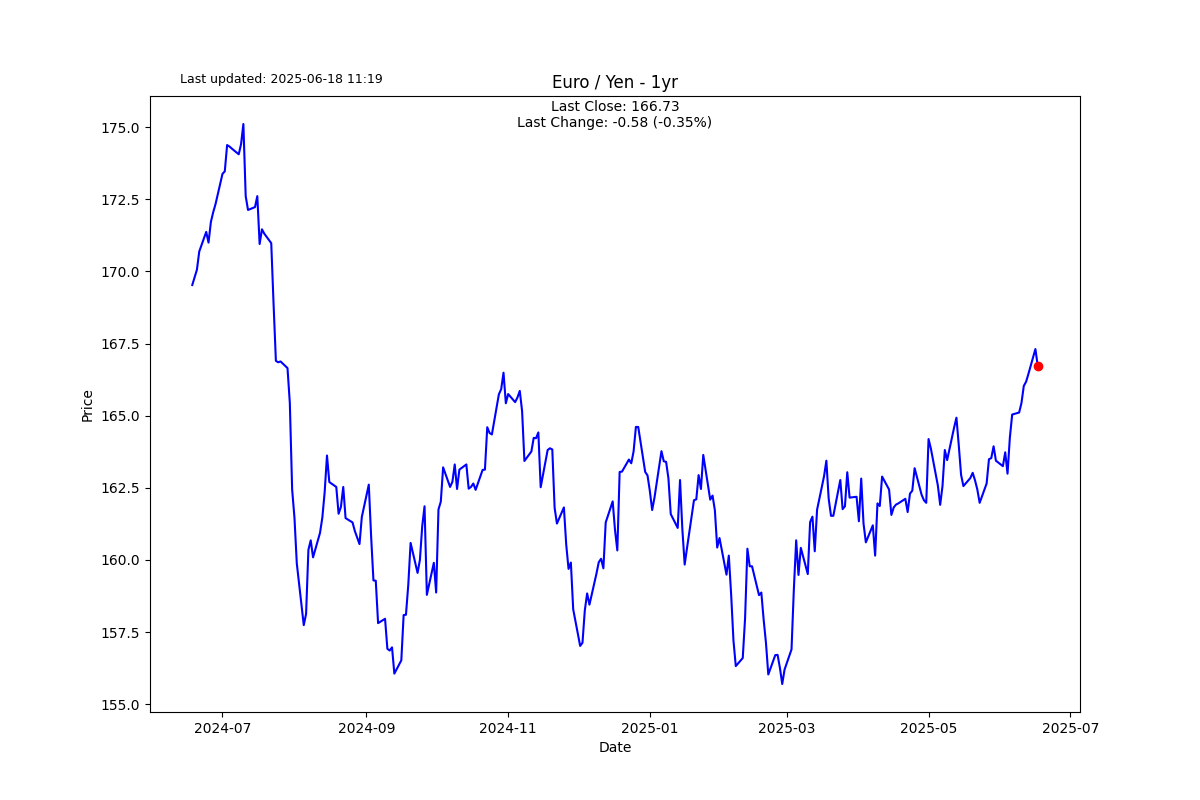 Last updated: 2025-06-18 11:19
Euro / Yen - 1yr
Last Close: 166.73
Last Change: -0.58 (-0.35%)
175.0
172.5
170.0
167.5
165.0
162.5
160.0
157.5
155.0
Price
2024-07 2024-09 2024-11 2025-01 2025-03 2025-05 2025-07
Date